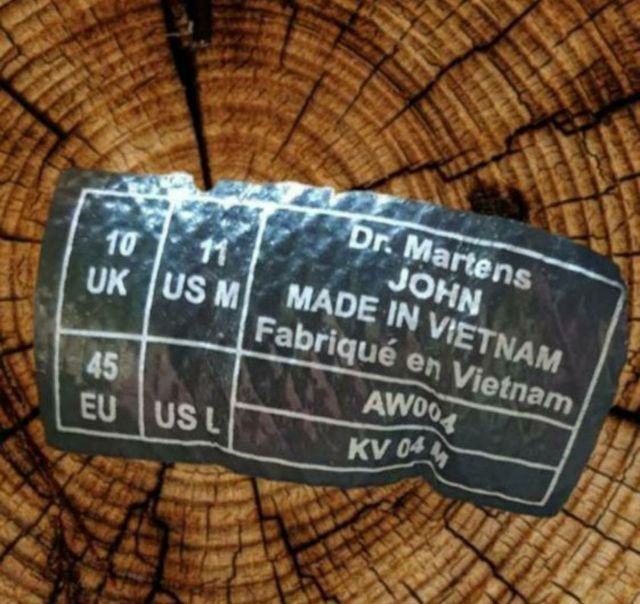 10
UK
11
US M
45
EU
US L
Dr. Martens
JOHN
MADE IN VIETNAM
Fabriqué en Vietnam
AW004
KV 04 M